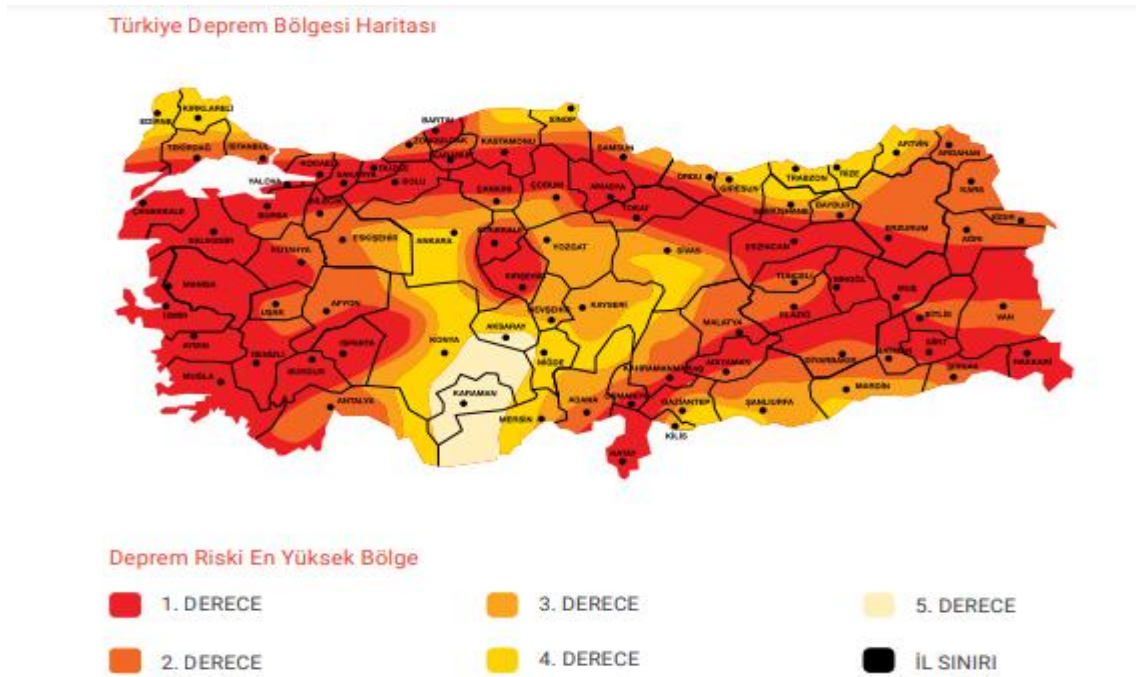 Türkiye Deprem Bölgesi Haritası
KIRKLARELİ
EDİRNE
TEKİRDAĞ
İSTANBUL
BARTIN
ZONGULDAK
KASTAMONU
SİNOP
SAMSUN
ARTVİN
ARDAHAN
KOCAELİ
SAKARYA
YALOVA
BOLU
ÇANKIRI
ÇORUM
AMASYA
ORDU
GİRESUN
TRABZON
RİZE
KARS
ÇANAKKALE
BURSA
BİLECİK
TOKAT
BAYBURT
IĞDIR
BALIKESİR
KÜTAHYA
ESKİŞEHİR
ANKARA
KIRIKKALE
YOZGAT
SİVAS
ERZİNCAN
ERZURUM
AĞRI
MANİSA
UŞAK
AFYON
KIRŞEHİR
TUNCELİ
BİNGÖL
MUŞ
İZMİR
NEVŞEHİR
KAYSERİ
MALATYA
ELAZIĞ
BİTLİS
VAN
AYDIN
DENİZLİ
ISPARTA
KONYA
AKSARAY
NİĞDE
DİYARBAKIR
BATMAN
SİİRT
HAKKARİ
MUĞLA
BURDUR
KAHRAMANMARAŞ
ADIYAMAN
ŞIRNAK
ANTALYA
KARAMAN
ADANA
OSMANİYE
GAZİANTEP
ŞANLIURFA
MARDİN
MERSİN
KİLİS
HATAY
Deprem Riski En Yüksek Bölge
1. DERECE
3. DERECE
5. DERECE
2. DERECE
4. DERECE
İL SINIRI